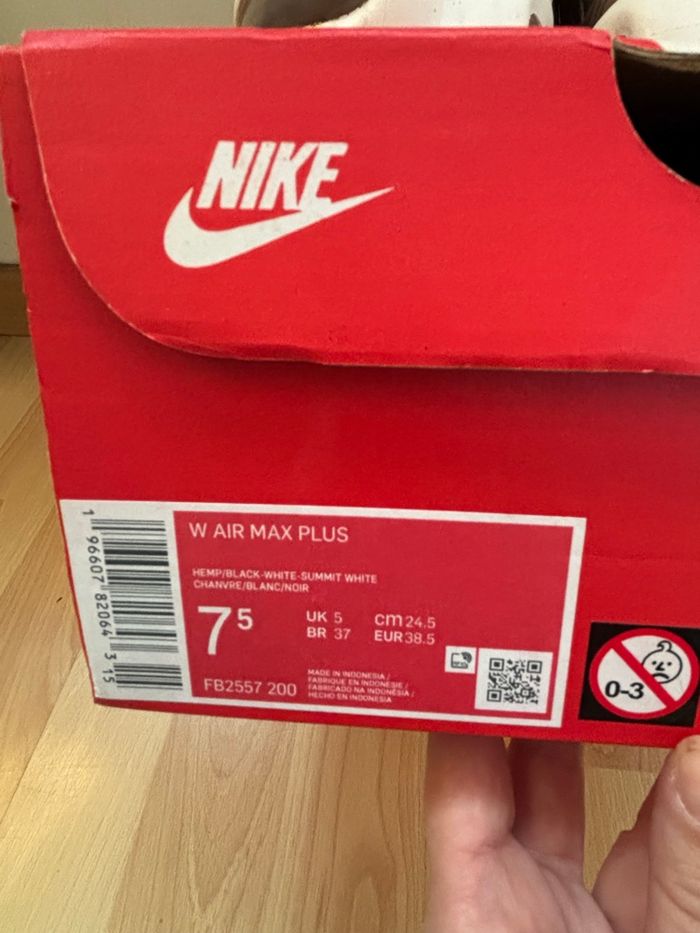 NIKE
W AIR MAX PLUS
HEMP/BLACK-WHITE-SUMMIT WHITE
CHANVRE/BLANC/NOIR
7 5
UK 5 cm 24.5
BR 37 EUR 38.5
FB2557 200
MADE IN INDONESIA /
FABRIQUE EN INDONESIE /
FABRICADO NA INDONÉSIA /
HECHO EN INDONESIA
1 96607 82064 3 15
0-3